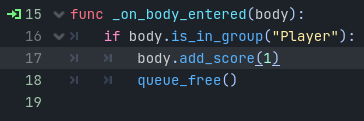 15 func _on_body_entered(body):
16 if body.is_in_group("Player"):
17 body.add_score(1)
18 queue_free()
19